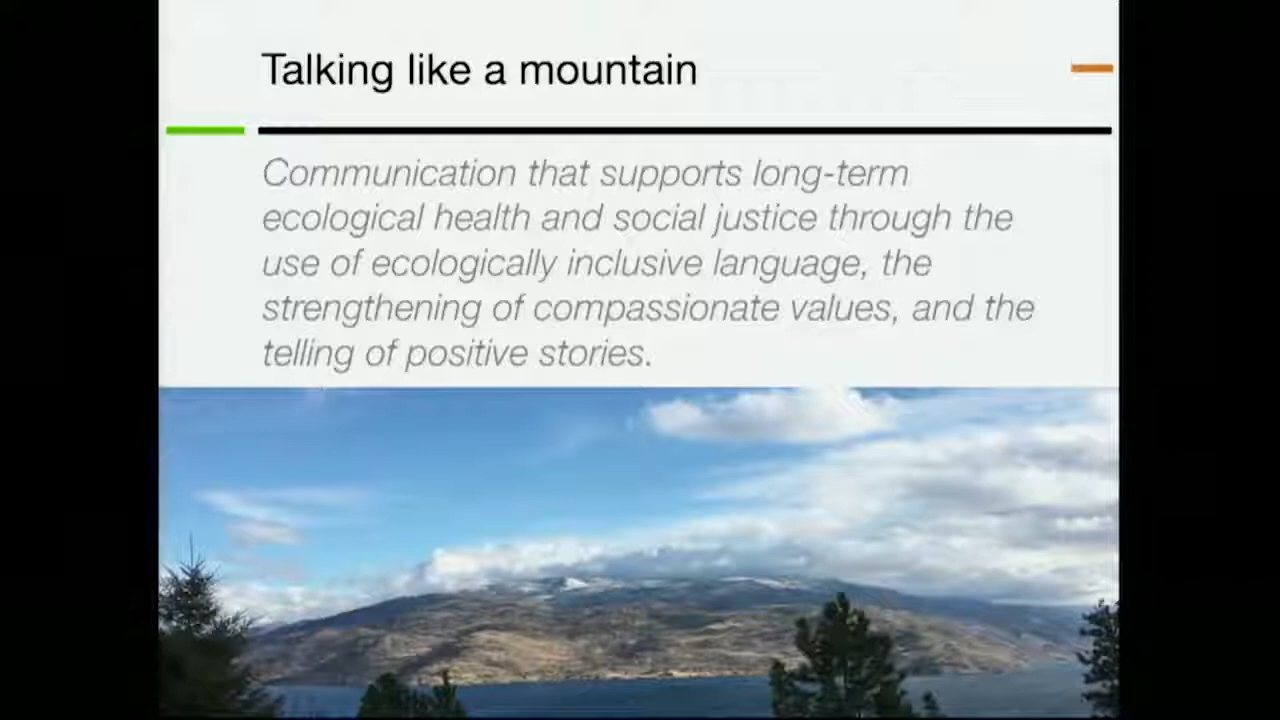 Talking like a mountain
Communication that supports long-term
ecological health and social justice through the
use of ecologically inclusive language, the
strengthening of compassionate values, and the
telling of positive stories.